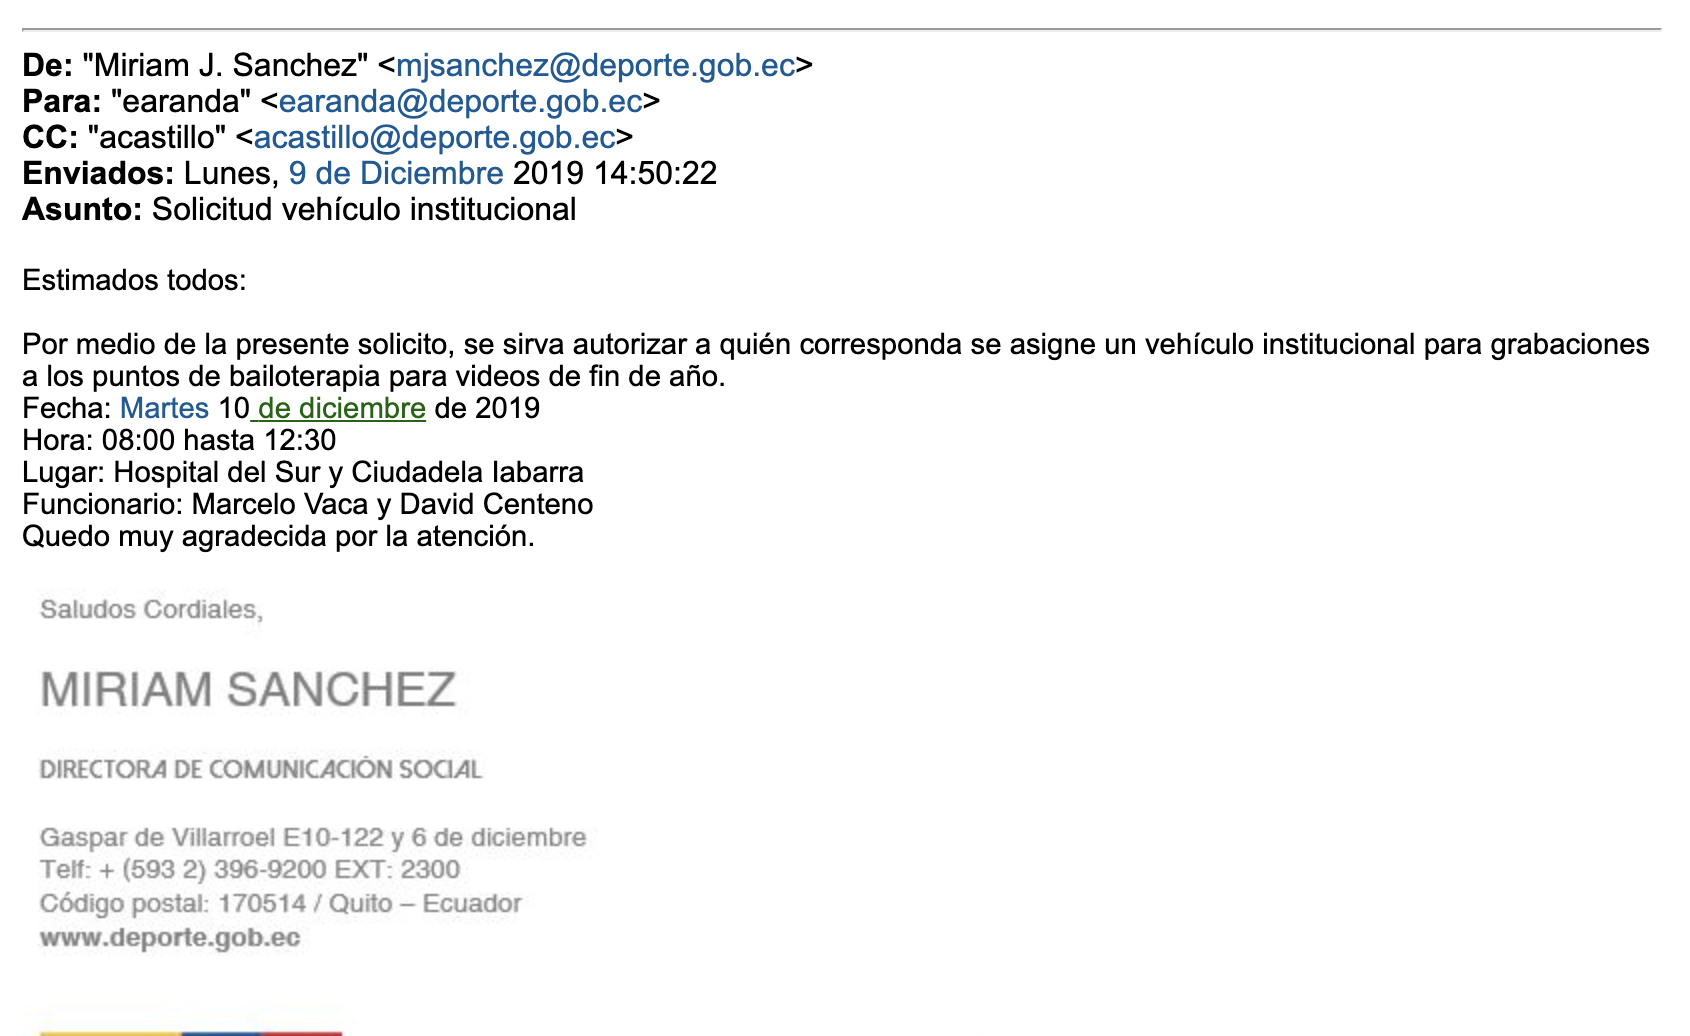 De: "Miriam J. Sanchez" <mjsanchez@deporte.gob.ec>
Para: "earanda" <earanda@deporte.gob.ec>
CC: "acastillo" <acastillo@deporte.gob.ec>
Enviados: Lunes, 9 de Diciembre 2019 14:50:22
Asunto: Solicitud vehículo institucional
Estimados todos:
Por medio de la presente solicito, se sirva autorizar a quién corresponda se asigne un vehículo institucional para grabaciones
a los puntos de bailoterapia para videos de fin de año.
Fecha: Martes 10 de diciembre de 2019
Hora: 08:00 hasta 12:30
Lugar: Hospital del Sur y Ciudadela Iabarra
Funcionario: Marcelo Vaca y David Centeno
Quedo muy agradecida por la atención.
Saludos Cordiales,
MIRIAM SANCHEZ
DIRECTORA DE COMUNICACIÓN SOCIAL
Gaspar de Villarroel E10-122 y 6 de diciembre
Telf: + (593 2) 396-9200 EXT: 2300
Código postal: 170514 / Quito – Ecuador
www.deporte.gob.ec